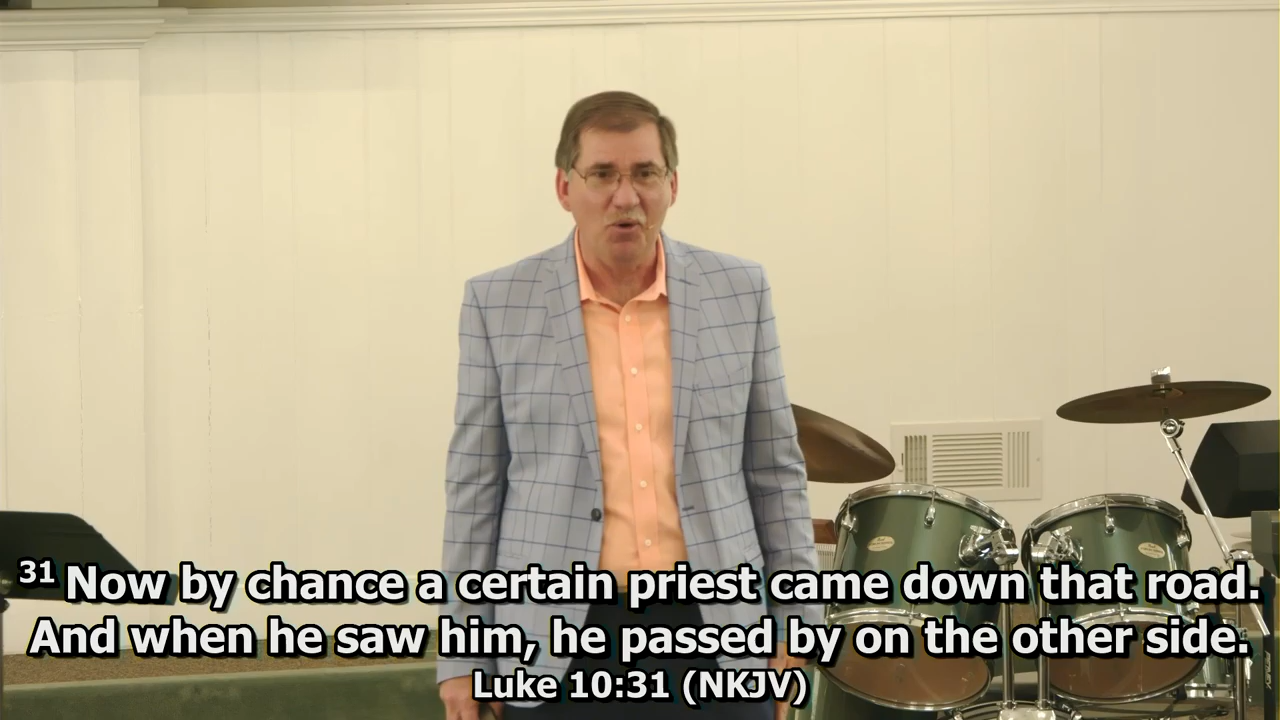 31 Now by chance a certain priest came down that road.
And when he saw him, he passed by on the other side.
Luke 10:31 (NKJV)